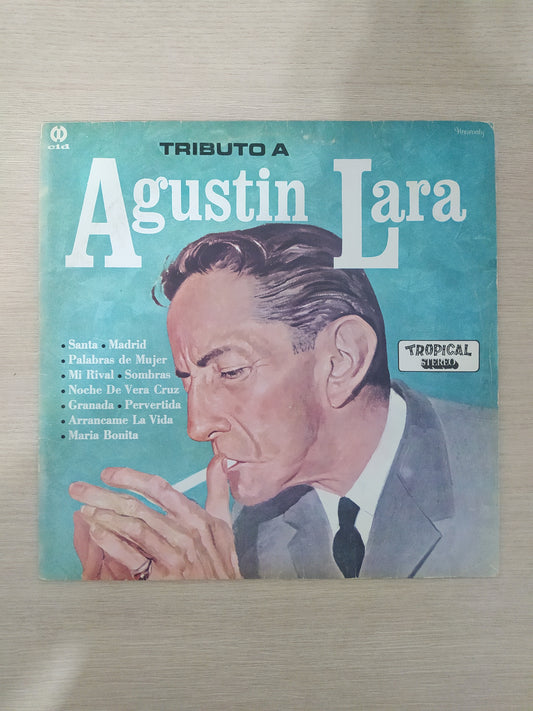 cid
TRIBUTO A
Agustin Lara
• Santa • Madrid
• Palabras de Mujer
• Mi Rival • Sombras
• Noche De Vera Cruz
• Granada • Pervertida
• Arrancame La Vida
• Maria Bonita
TROPICAL
STEREO